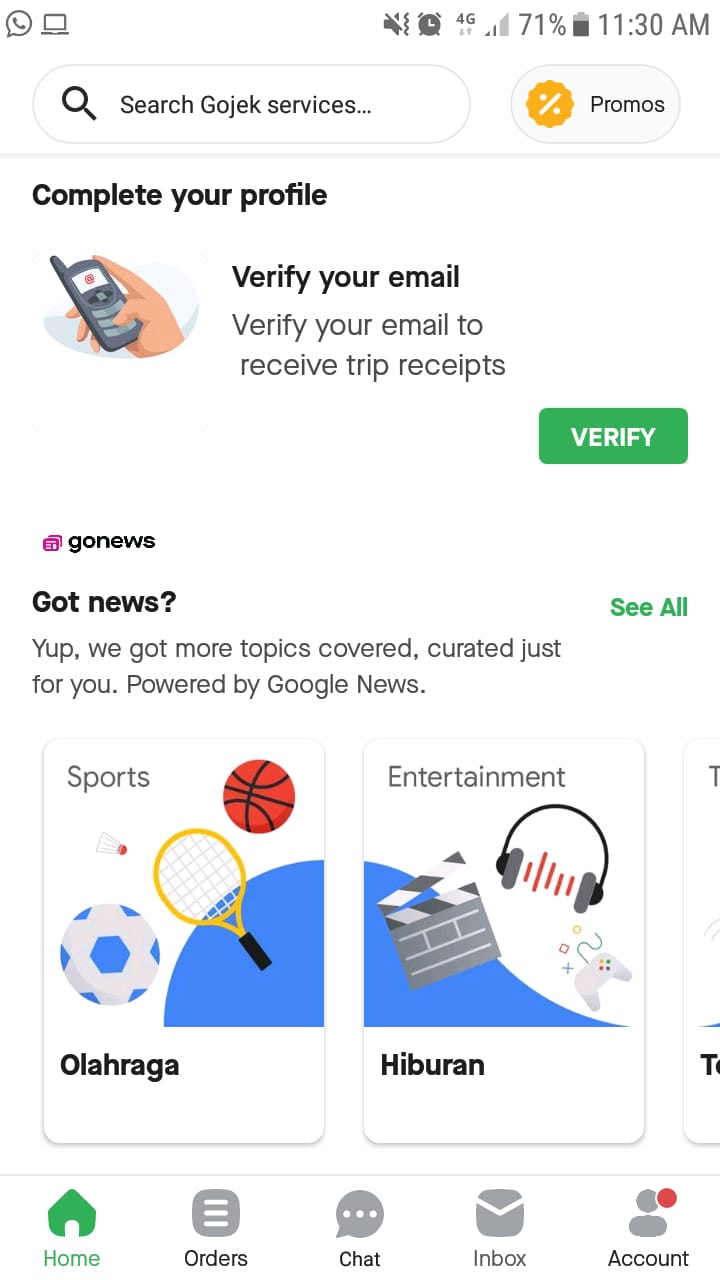 4G 71% 11:30 AM
Search Gojek services...
Promos
Complete your profile
Verify your email
Verify your email to
receive trip receipts
VERIFY
gonews
Got news?
See All
Yup, we got more topics covered, curated just
for you. Powered by Google News.
Sports
Entertainment
T
Olahraga
Hiburan
Home
Orders
Chat
Inbox
Account